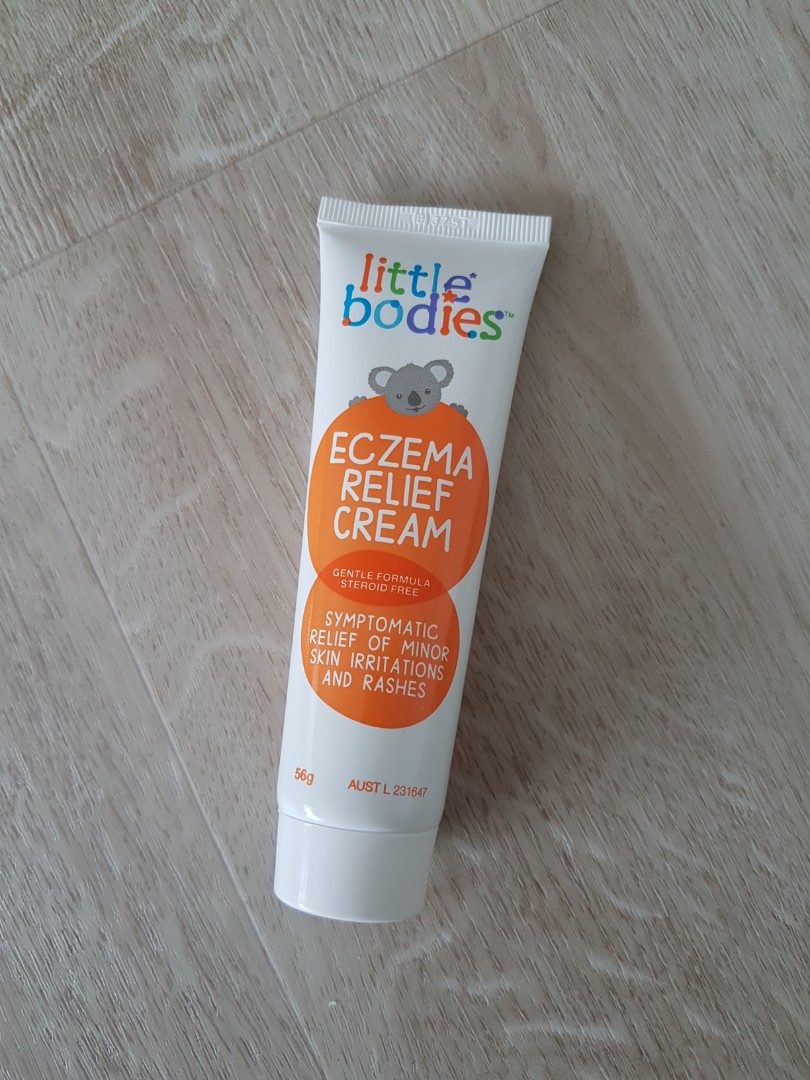 little
bodies™
ECZEMA
RELIEF
CREAM
GENTLE FORMULA
STEROID FREE
SYMPTOMATIC
RELIEF OF MINOR
SKIN IRRITATIONS
AND RASHES
56g
AUST L 231647